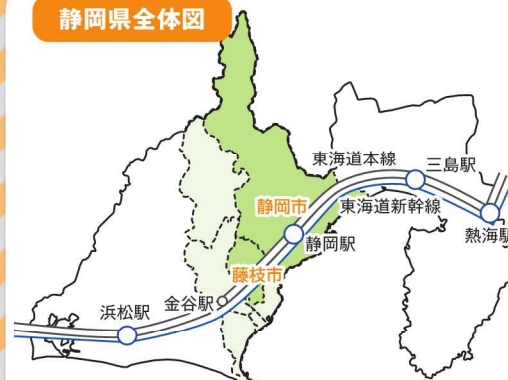 静岡県全体図
東海道本線
三島駅
静岡市
東海道新幹線
静岡駅
熱海駅
藤枝市
金谷駅
浜松駅